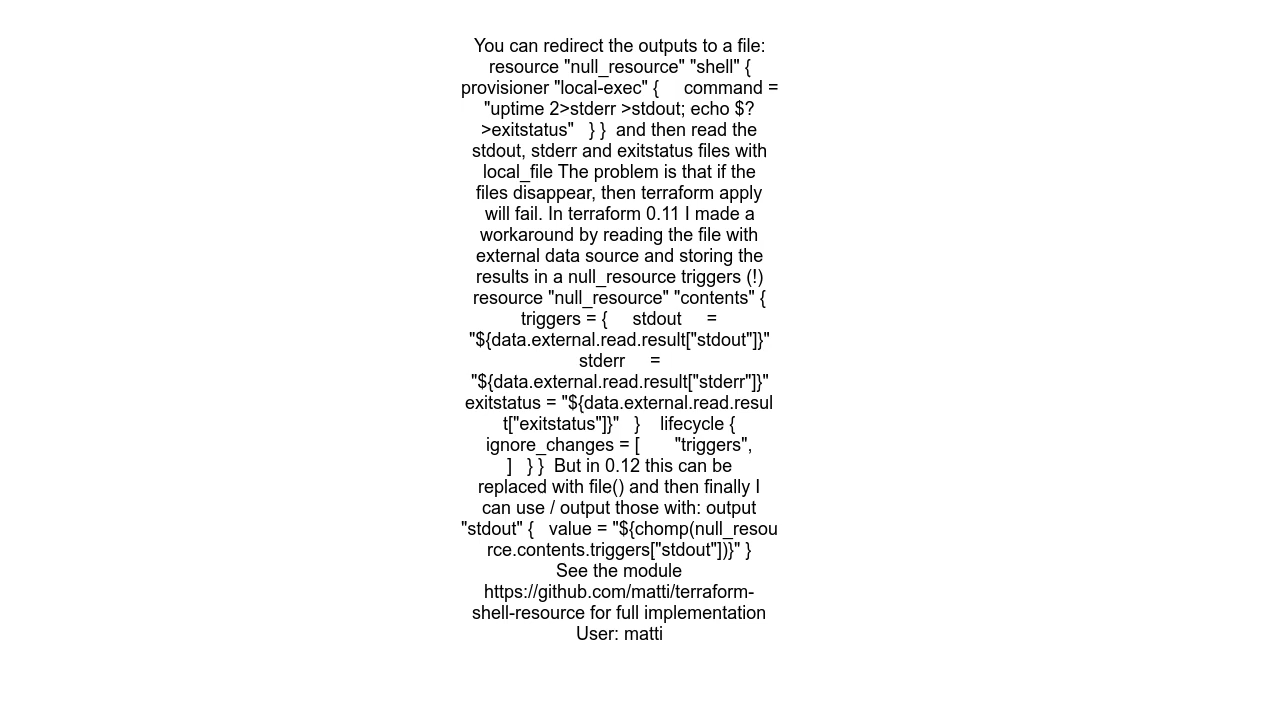 You can redirect the outputs to a file:
resource "null_resource" "shell" {
provisioner "local-exec" {     command =
"uptime 2>stderr >stdout; echo $?
>exitstatus"   } }  and then read the
stdout, stderr and exitstatus files with
local_file The problem is that if the
files disappear, then terraform apply
will fail. In terraform 0.11 I made a
workaround by reading the file with
external data source and storing the
results in a null_resource triggers (!)
resource "null_resource" "contents" {
triggers = {     stdout     =
"${data.external.read.result["stdout"]}"
stderr     =
"${data.external.read.result["stderr"]}"
exitstatus = "${data.external.read.resul
t["exitstatus"]}"   }    lifecycle {
ignore_changes = [       "triggers",
]   } }  But in 0.12 this can be
replaced with file() and then finally I
can use / output those with: output
"stdout" {   value = "${chomp(null_resou
rce.contents.triggers["stdout"])}" }
See the module
https://github.com/matti/terraform-
shell-resource for full implementation
User: matti